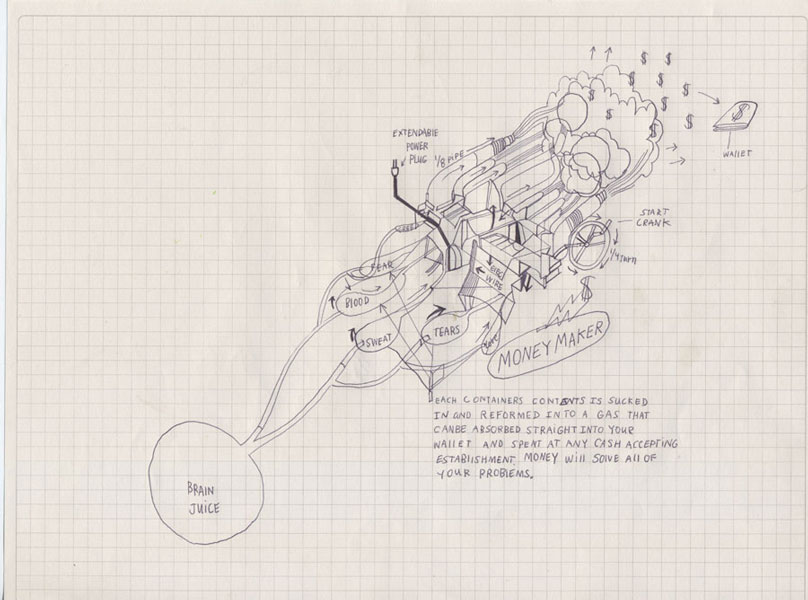 EXTENDABLE
POWER
PLUG
1/8 PIPE
$ $
$ $
$ $
$ $
$ $
$
WALLET
START
CRANK
1/4 TURN
FEAR
BLOOD
SWEAT
TEARS
WIRE
$
MONEY MAKER
EACH CONTAINERS CONTENTS IS SUCKED
IN AND REFORMED INTO A GAS THAT
CANBE ABSORBED STRAIGHT INTO YOUR
WALLET AND SPENT AT ANY CASH ACCEPTING
ESTABLISHMENT. MONEY WILL SOLVE ALL OF
YOUR PROBLEMS.
BRAIN
JUICE